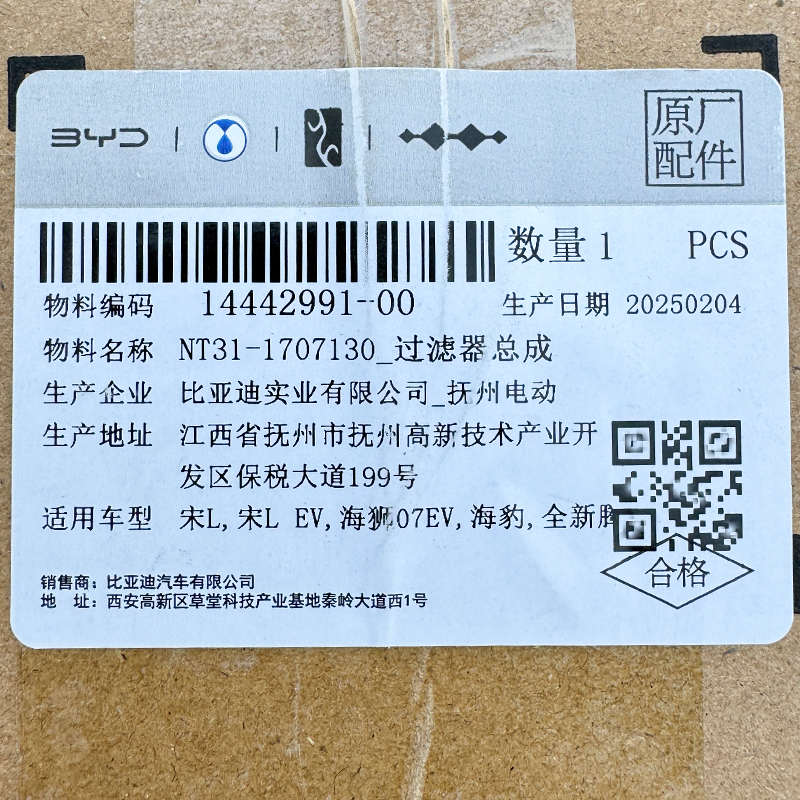 BYD
原厂
配件
数量 1 PCS
物料编码 14442991-00 生产日期 20250204
物料名称 NT31-1707130_过滤器总成
生产企业 比亚迪实业有限公司_抚州电动
生产地址 江西省抚州市抚州高新技术产业开
发区保税大道199号
适用车型 宋L,宋L EV,海狮07EV,海豹,全新
合格
销售商：比亚迪汽车有限公司
地 址：西安高新区草堂科技产业基地秦岭大道西1号